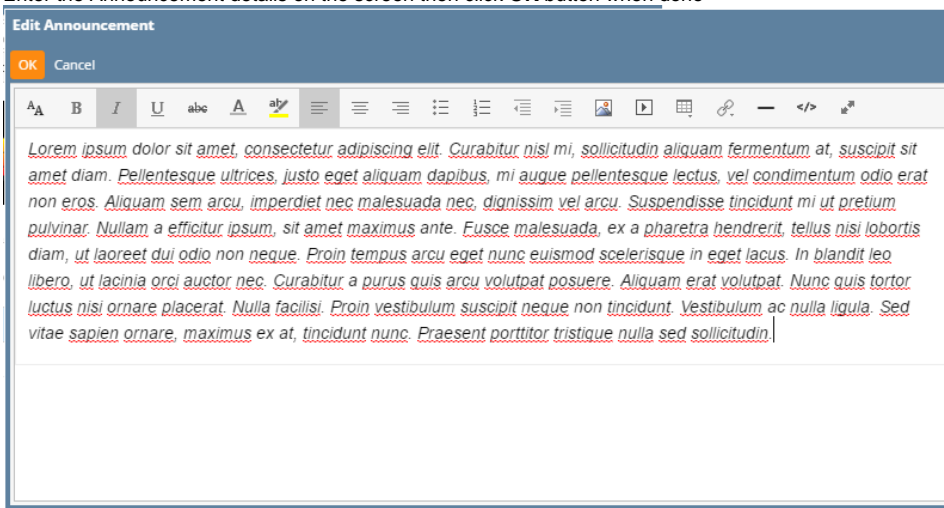 Enter the Announcement details on the screen then click OK button when done
Edit Announcement
OK Cancel
AA B I U abc A ab </>
Lorem ipsum dolor sit amet, consectetur adipiscing elit. Curabitur nisl mi, sollicitudin aliquam fermentum at, suscipit sit
amet diam. Pellentesque ultrices, justo eget aliquam dapibus, mi augue pellentesque lectus, vel condimentum odio erat
non eros. Aliquam sem arcu, imperdiet nec malesuada nec, dignissim vel arcu. Suspendisse tincidunt mi ut pretium
pulvinar. Nullam a efficitur ipsum, sit amet maximus ante. Fusce malesuada, ex a pharetra hendrerit, tellus nisi lobortis
diam, ut laoreet dui odio non neque. Proin tempus arcu eget nunc euismod scelerisque in eget lacus. In blandit leo
libero, ut lacinia orci auctor nec. Curabitur a purus quis arcu volutpat posuere. Aliquam erat volutpat. Nunc quis tortor
luctus nisi ornare placerat. Nulla facilisi. Proin vestibulum suscipit neque non tincidunt. Vestibulum ac nulla ligula. Sed
vitae sapien ornare, maximus ex at, tincidunt nunc. Praesent porttitor tristique nulla sed sollicitudin.